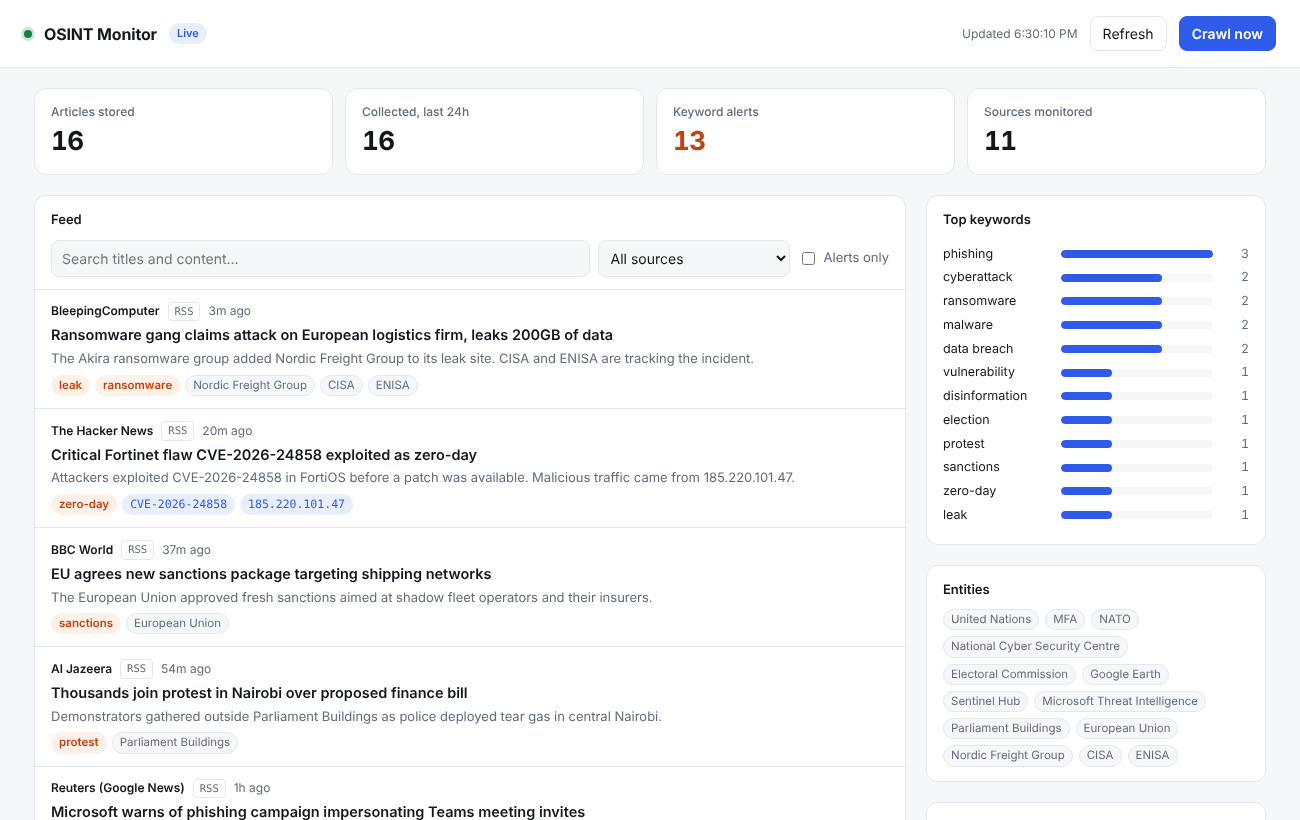 OSINT Monitor Live
Updated 6:30:10 PM Refresh Crawl now
Articles stored
16
Collected, last 24h
16
Keyword alerts
13
Sources monitored
11
Feed
Search titles and content...
All sources
Alerts only
BleepingComputer RSS 3m ago
Ransomware gang claims attack on European logistics firm, leaks 200GB of data
The Akira ransomware group added Nordic Freight Group to its leak site. CISA and ENISA are tracking the incident.
leak ransomware Nordic Freight Group CISA ENISA
The Hacker News RSS 20m ago
Critical Fortinet flaw CVE-2026-24858 exploited as zero-day
Attackers exploited CVE-2026-24858 in FortiOS before a patch was available. Malicious traffic came from 185.220.101.47.
zero-day CVE-2026-24858 185.220.101.47
BBC World RSS 37m ago
EU agrees new sanctions package targeting shipping networks
The European Union approved fresh sanctions aimed at shadow fleet operators and their insurers.
sanctions European Union
Al Jazeera RSS 54m ago
Thousands join protest in Nairobi over proposed finance bill
Demonstrators gathered outside Parliament Buildings as police deployed tear gas in central Nairobi.
protest Parliament Buildings
Reuters (Google News) RSS 1h ago
Microsoft warns of phishing campaign impersonating Teams meeting invites
Top keywords
phishing 3
cyberattack 2
ransomware 2
malware 2
data breach 2
vulnerability 1
disinformation 1
election 1
protest 1
sanctions 1
zero-day 1
leak 1
Entities
United Nations MFA NATO
National Cyber Security Centre
Electoral Commission Google Earth
Sentinel Hub Microsoft Threat Intelligence
Parliament Buildings European Union
Nordic Freight Group CISA ENISA